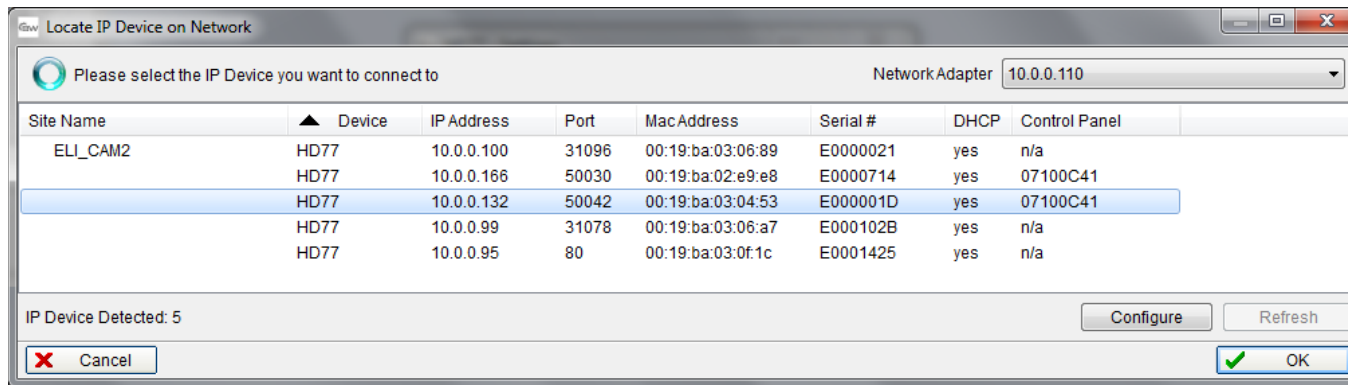 Locate IP Device on Network
Please select the IP Device you want to connect to Network Adapter 10.0.0.110
Site Name Device IP Address Port Mac Address Serial # DHCP Control Panel
ELI_CAM2 HD77 10.0.0.100 31096 00:19:ba:03:06:89 E0000021 yes n/a
HD77 10.0.0.166 50030 00:19:ba:02:e9:e8 E0000714 yes 07100C41
HD77 10.0.0.132 50042 00:19:ba:03:04:53 E000001D yes 07100C41
HD77 10.0.0.99 31078 00:19:ba:03:06:a7 E000102B yes n/a
HD77 10.0.0.95 80 00:19:ba:03:0f:1c E0001425 yes n/a
IP Device Detected: 5 Configure Refresh
Cancel OK